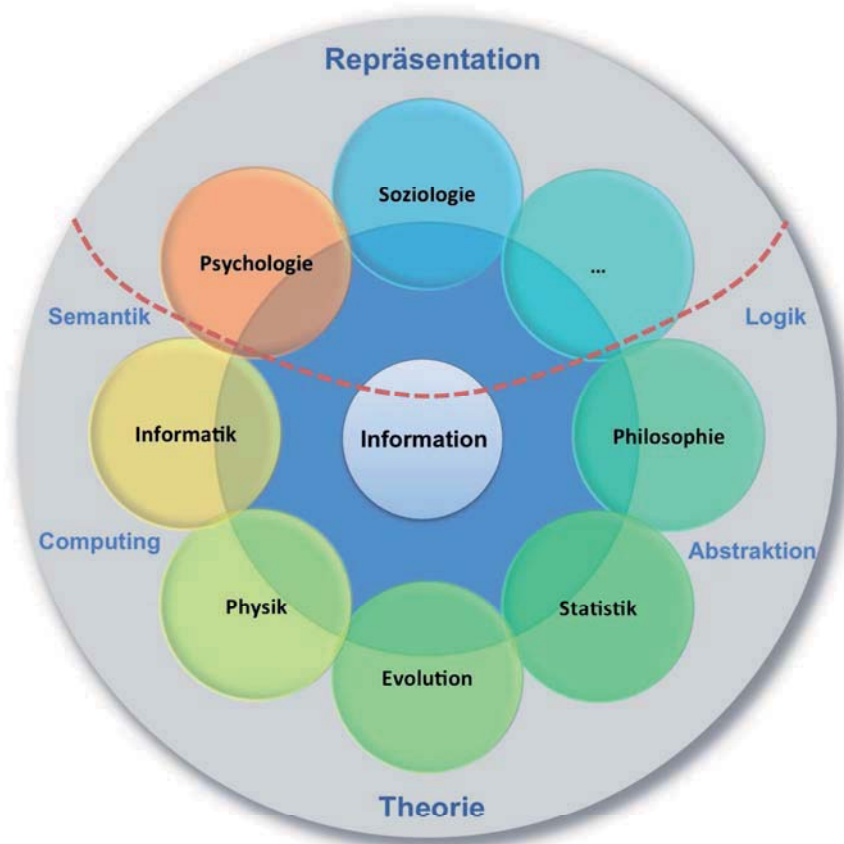 Repräsentation
Soziologie
Psychologie
...
Semantik
Logik
Informatik
Information
Philosophie
Computing
Abstraktion
Physik
Statistik
Evolution
Theorie